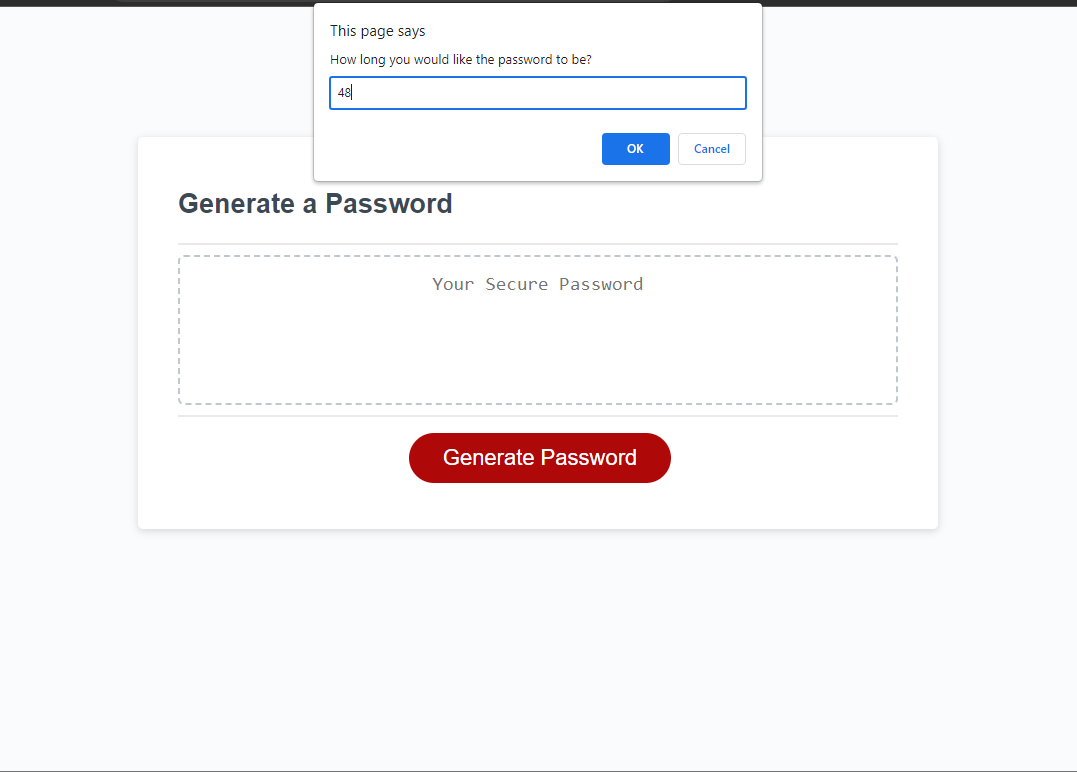 This page says
How long you would like the password to be?
48
OK
Cancel
Generate a Password
Your Secure Password
Generate Password